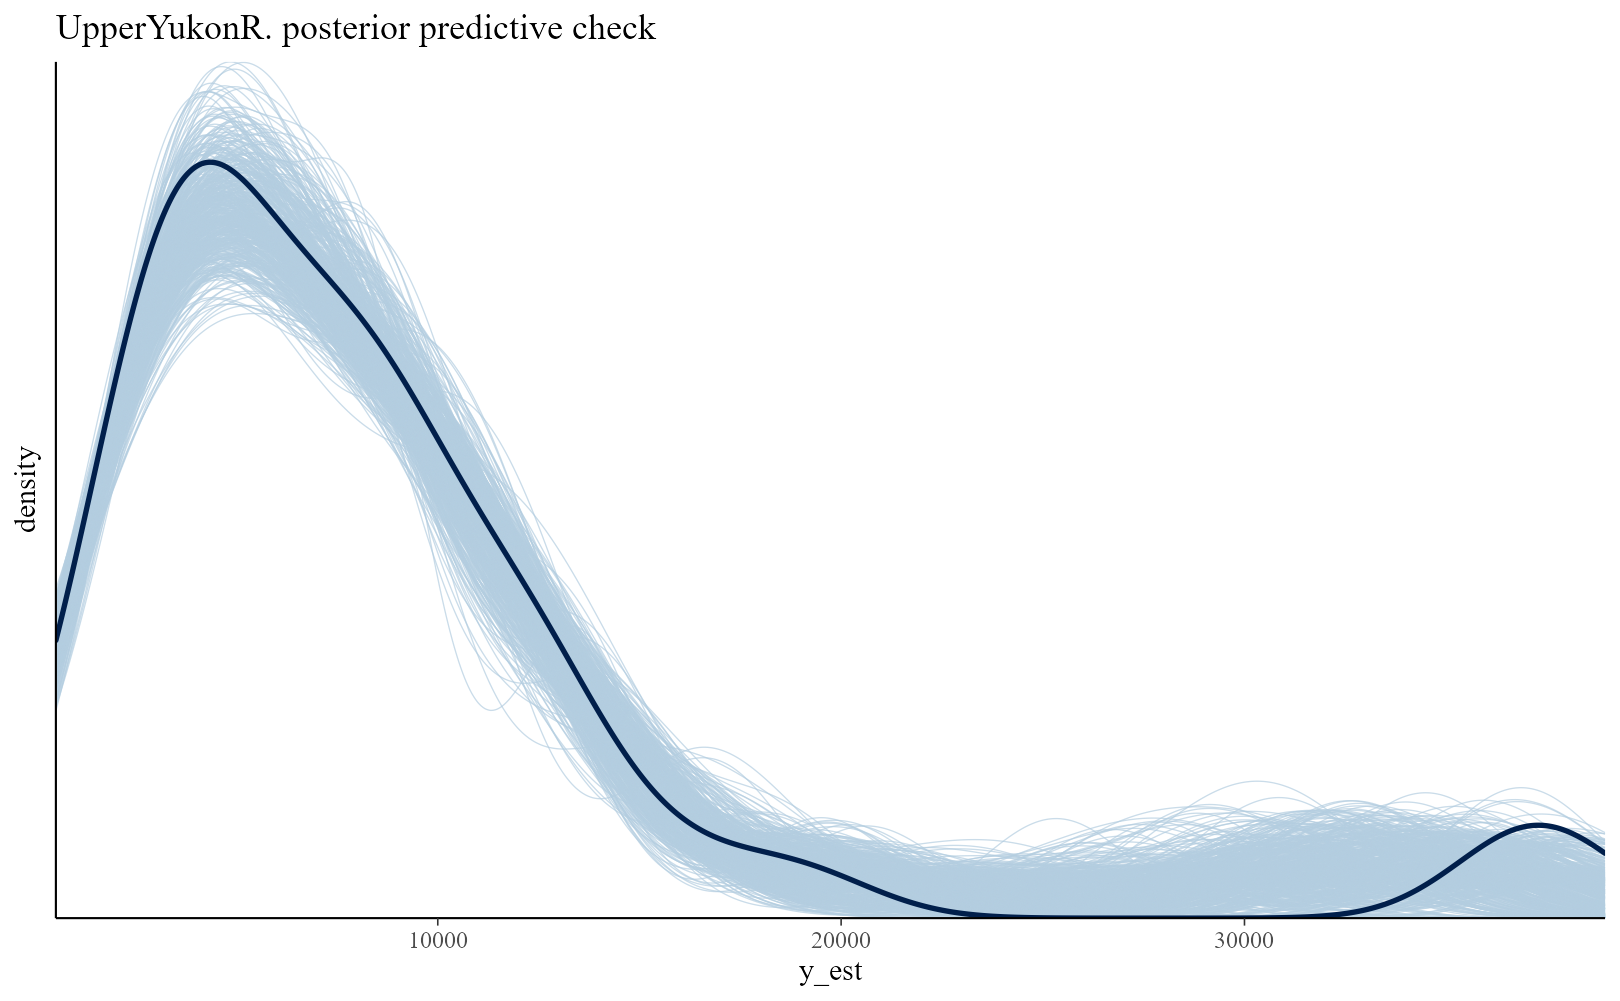 UpperYukonR. posterior predictive check
density
10000
20000
30000
y_est